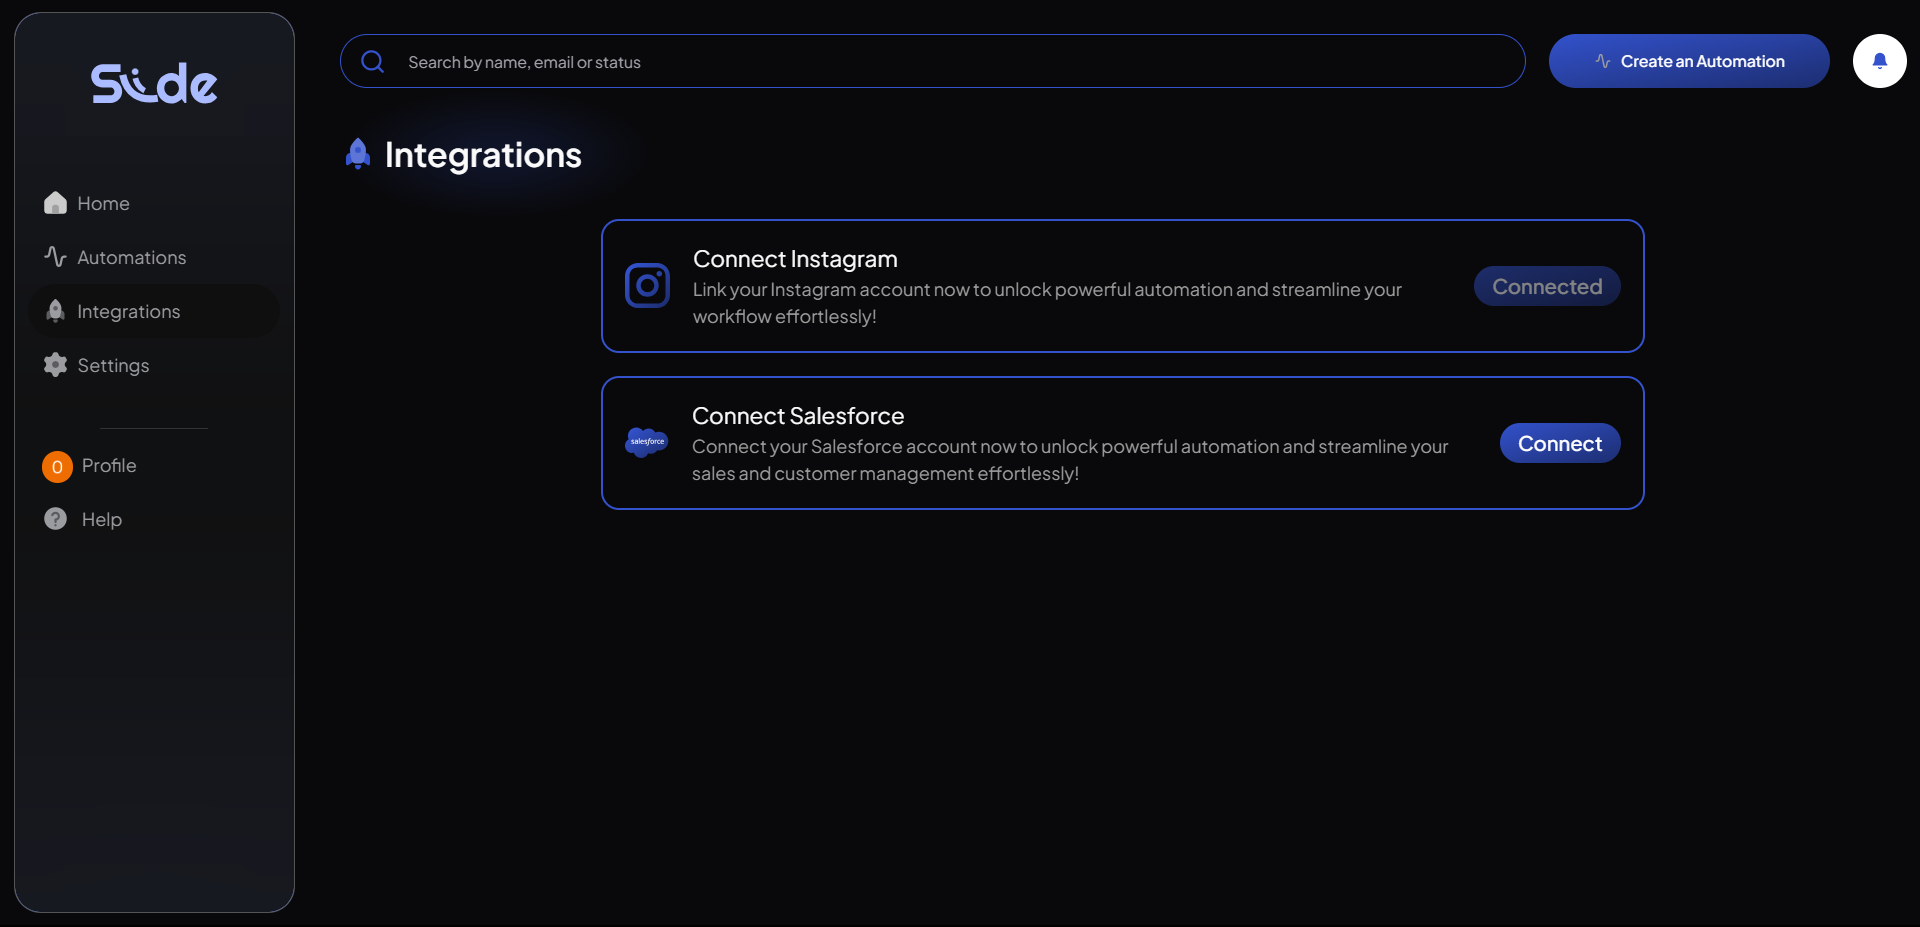 Slide
Search by name, email or status
Create an Automation
Integrations
Home
Automations
Integrations
Settings
Profile
Help
O
Connect Instagram
Link your Instagram account now to unlock powerful automation and streamline your
workflow effortlessly!
Connected
salesforce
Connect Salesforce
Connect your Salesforce account now to unlock powerful automation and streamline your
sales and customer management effortlessly!
Connect